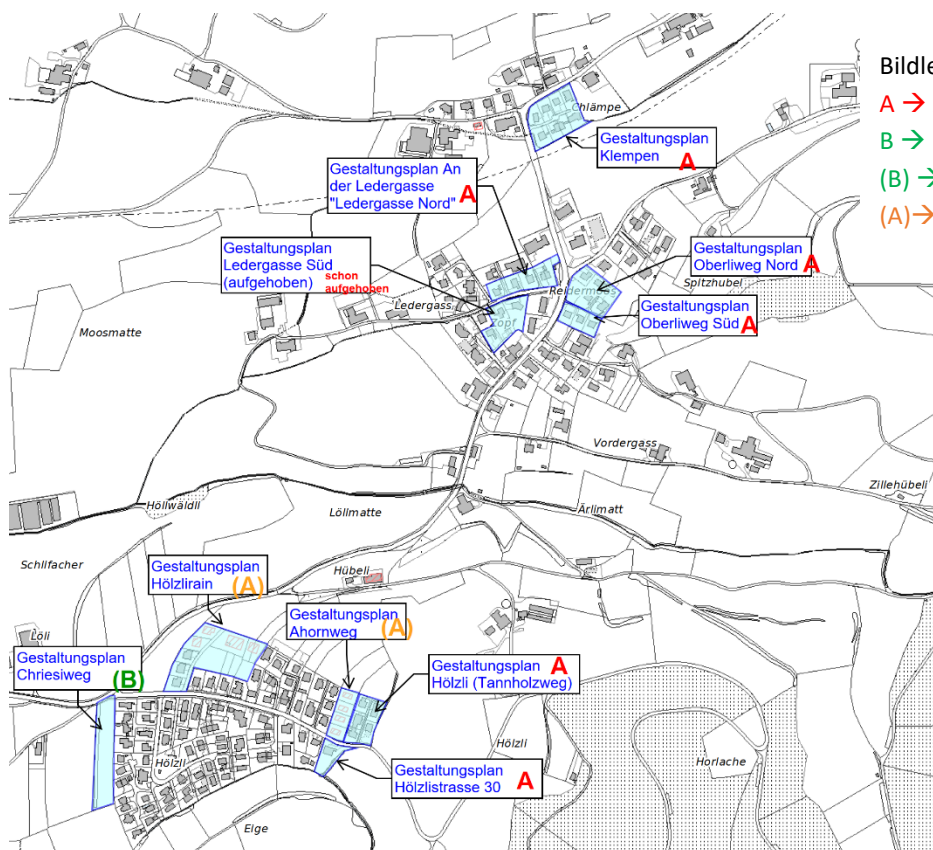 Bildle
A →
B →
(B) →
(A) →
Chlämpe
Gestaltungsplan
Klempen A
Gestaltungsplan An
der Ledergasse
"Ledergasse Nord" A
Gestaltungsplan
Ledergasse Süd
(aufgehoben) schon
aufgehoben
Gestaltungsplan
Oberliweg Nord A
Spitzhubel
Reidermoos
Ledergass
Zopf
Gestaltungsplan
Oberliweg Süd A
Moosmatte
Vordergass
Zillehübeli
Höllwäldli
Löllmatte
Ärlimatt
Schlifacher
Hübeli
Gestaltungsplan
Hölzlirain (A)
Gestaltungsplan
Ahornweg (A)
Löli
Gestaltungsplan
Chriesiweg (B)
Gestaltungsplan A
Hölzli (Tannholzweg)
Hölzli
Hölzli
Horlache
Gestaltungsplan
Hölzlistrasse 30 A
Elge